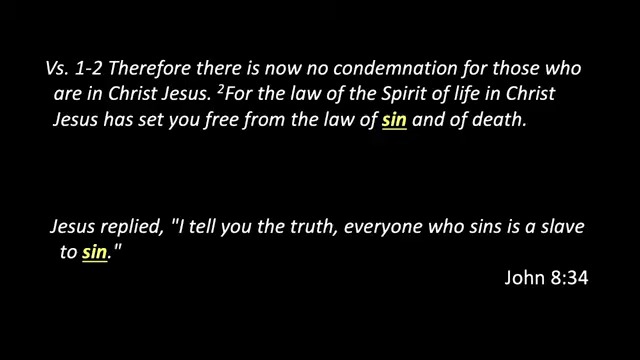 Vs. 1-2 Therefore there is now no condemnation for those who
are in Christ Jesus. ²For the law of the Spirit of life in Christ
Jesus has set you free from the law of sin and of death.
Jesus replied, "I tell you the truth, everyone who sins is a slave
to sin."
John 8:34